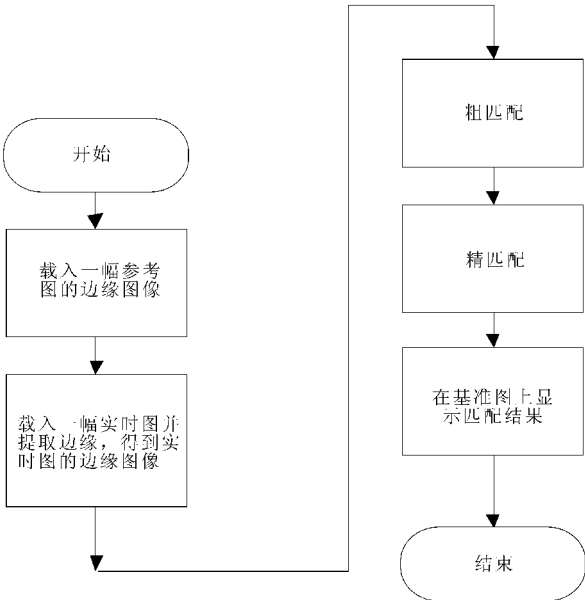 开始
载入一幅参考
图的边缘图像
载入一幅实时图并
提取边缘，得到实
时图的边缘图像
粗匹配
精匹配
在基准图上显
示匹配结果
结束